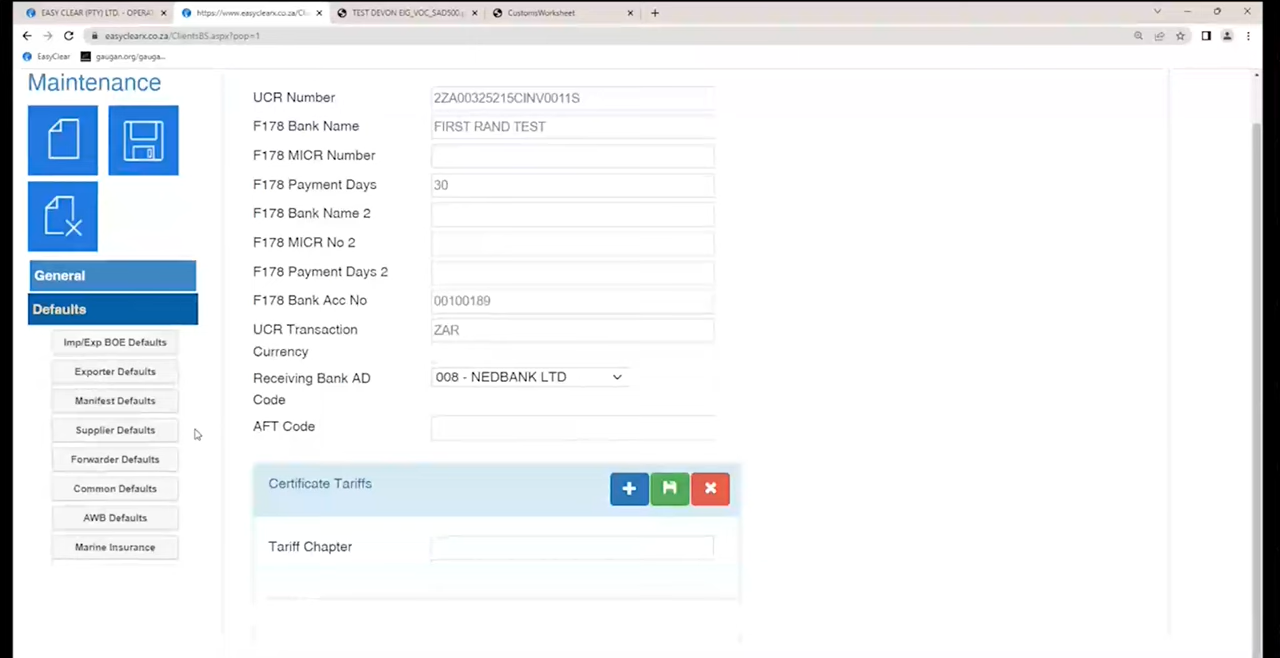 EASY CLEAR (PTY) LTD. - OPERAT
https://www.easyclearx.co.za/Cli
TEST DEVON EIG_VOC_SAD500.
CustomsWorksheet
easyclearx.co.za/ClientsBS.aspx?pop=1
EasyClear
gaugan.org/gauga...
Maintenance
UCR Number
2ZA00325215CINV0011S
F178 Bank Name
FIRST RAND TEST
F178 MICR Number
F178 Payment Days
30
F178 Bank Name 2
F178 MICR No 2
F178 Payment Days 2
F178 Bank Acc No
00100189
UCR Transaction
Currency
ZAR
Receiving Bank AD
Code
008 - NEDBANK LTD
AFT Code
General
Defaults
Imp/Exp BOE Defaults
Exporter Defaults
Manifest Defaults
Supplier Defaults
Forwarder Defaults
Common Defaults
AWB Defaults
Marine Insurance
Certificate Tariffs
Tariff Chapter